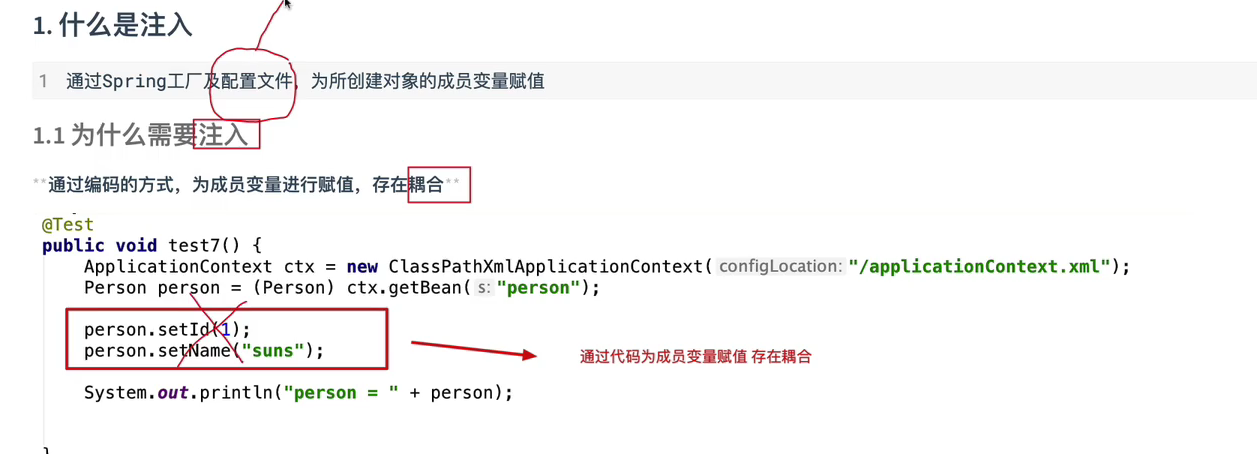 1. 什么是注入
1 通过Spring工厂及配置文件，为所创建对象的成员变量赋值
1.1 为什么需要注入
**通过编码的方式，为成员变量进行赋值，存在耦合**
@Test
public void test7() {
ApplicationContext ctx = new ClassPathXmlApplicationContext( configLocation: "/applicationContext.xml");
Person person = (Person) ctx.getBean( s: "person");
person.setId(1);
person.setName("suns");
通过代码为成员变量赋值 存在耦合
System.out.println("person = " + person);
}